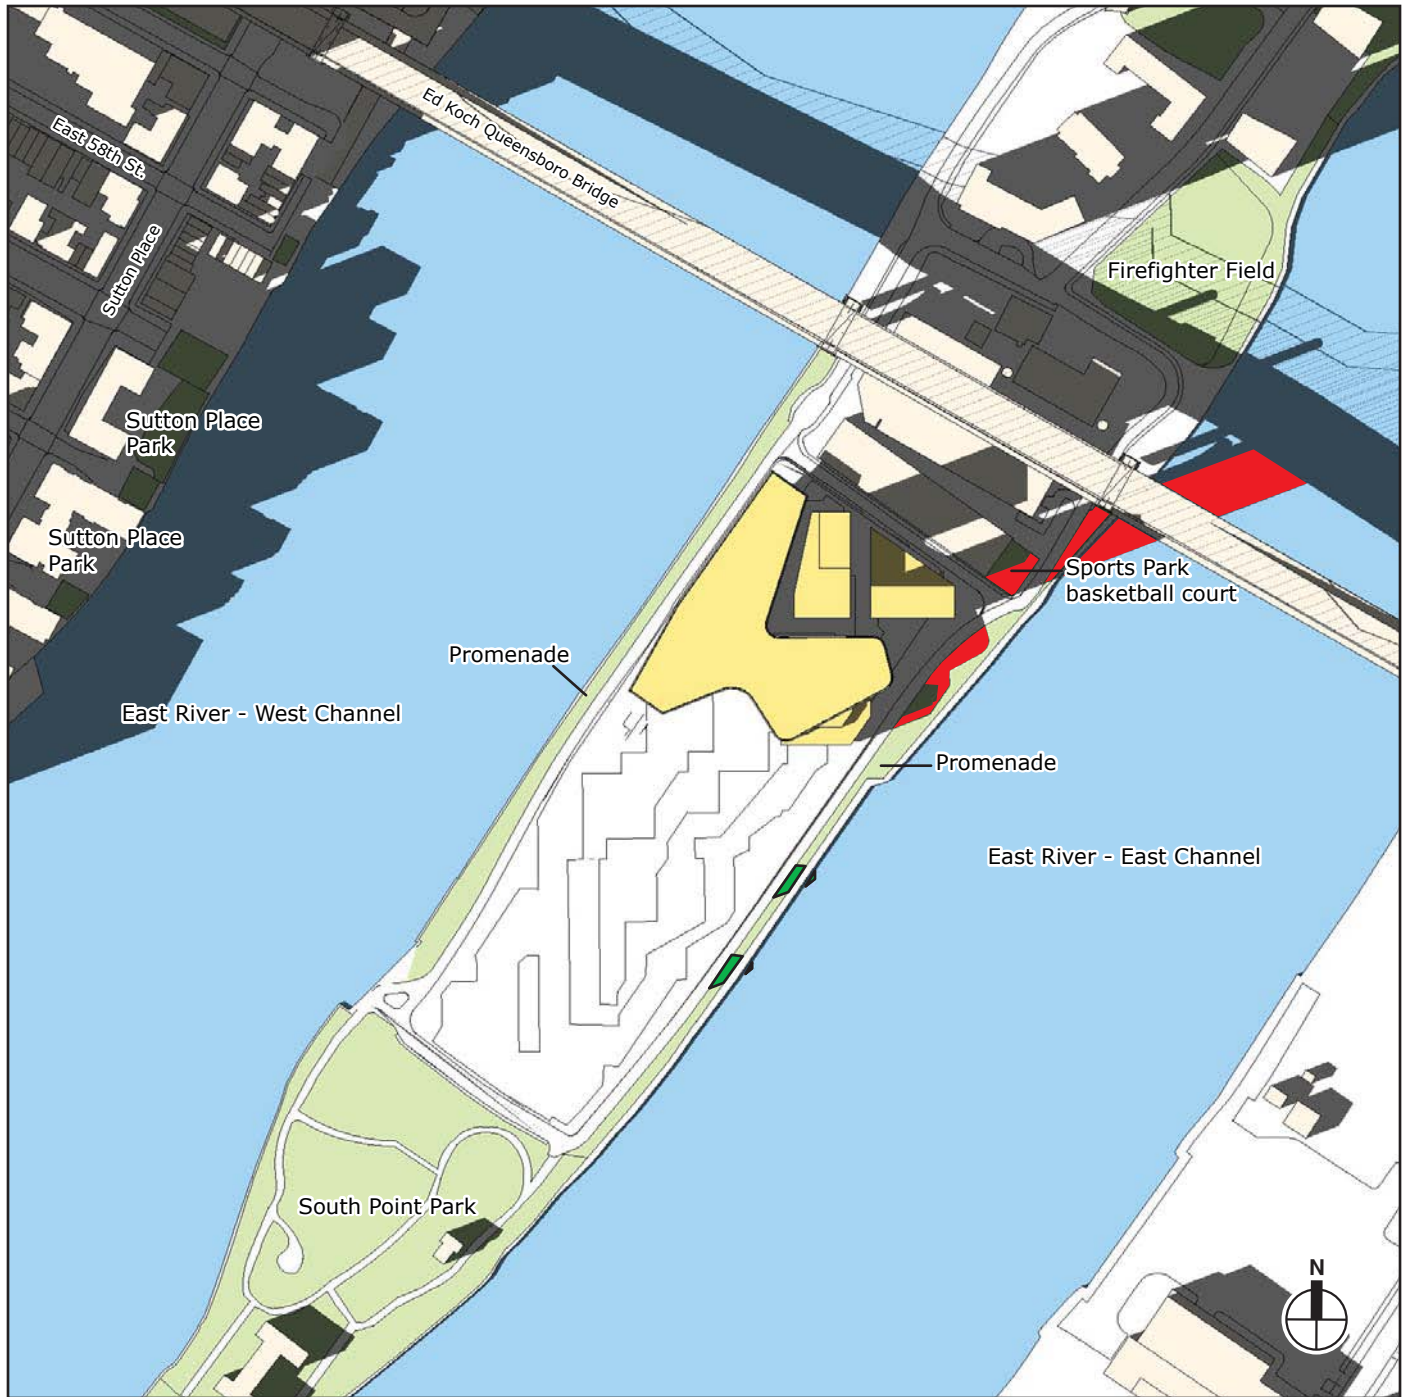 East 58th St.
Ed Koch Queensboro Bridge
Sutton Place
Firefighter Field
Sutton Place
Park
Sutton Place
Park
Sports Park
basketball court
Promenade
East River - West Channel
Promenade
East River - East Channel
South Point Park
N